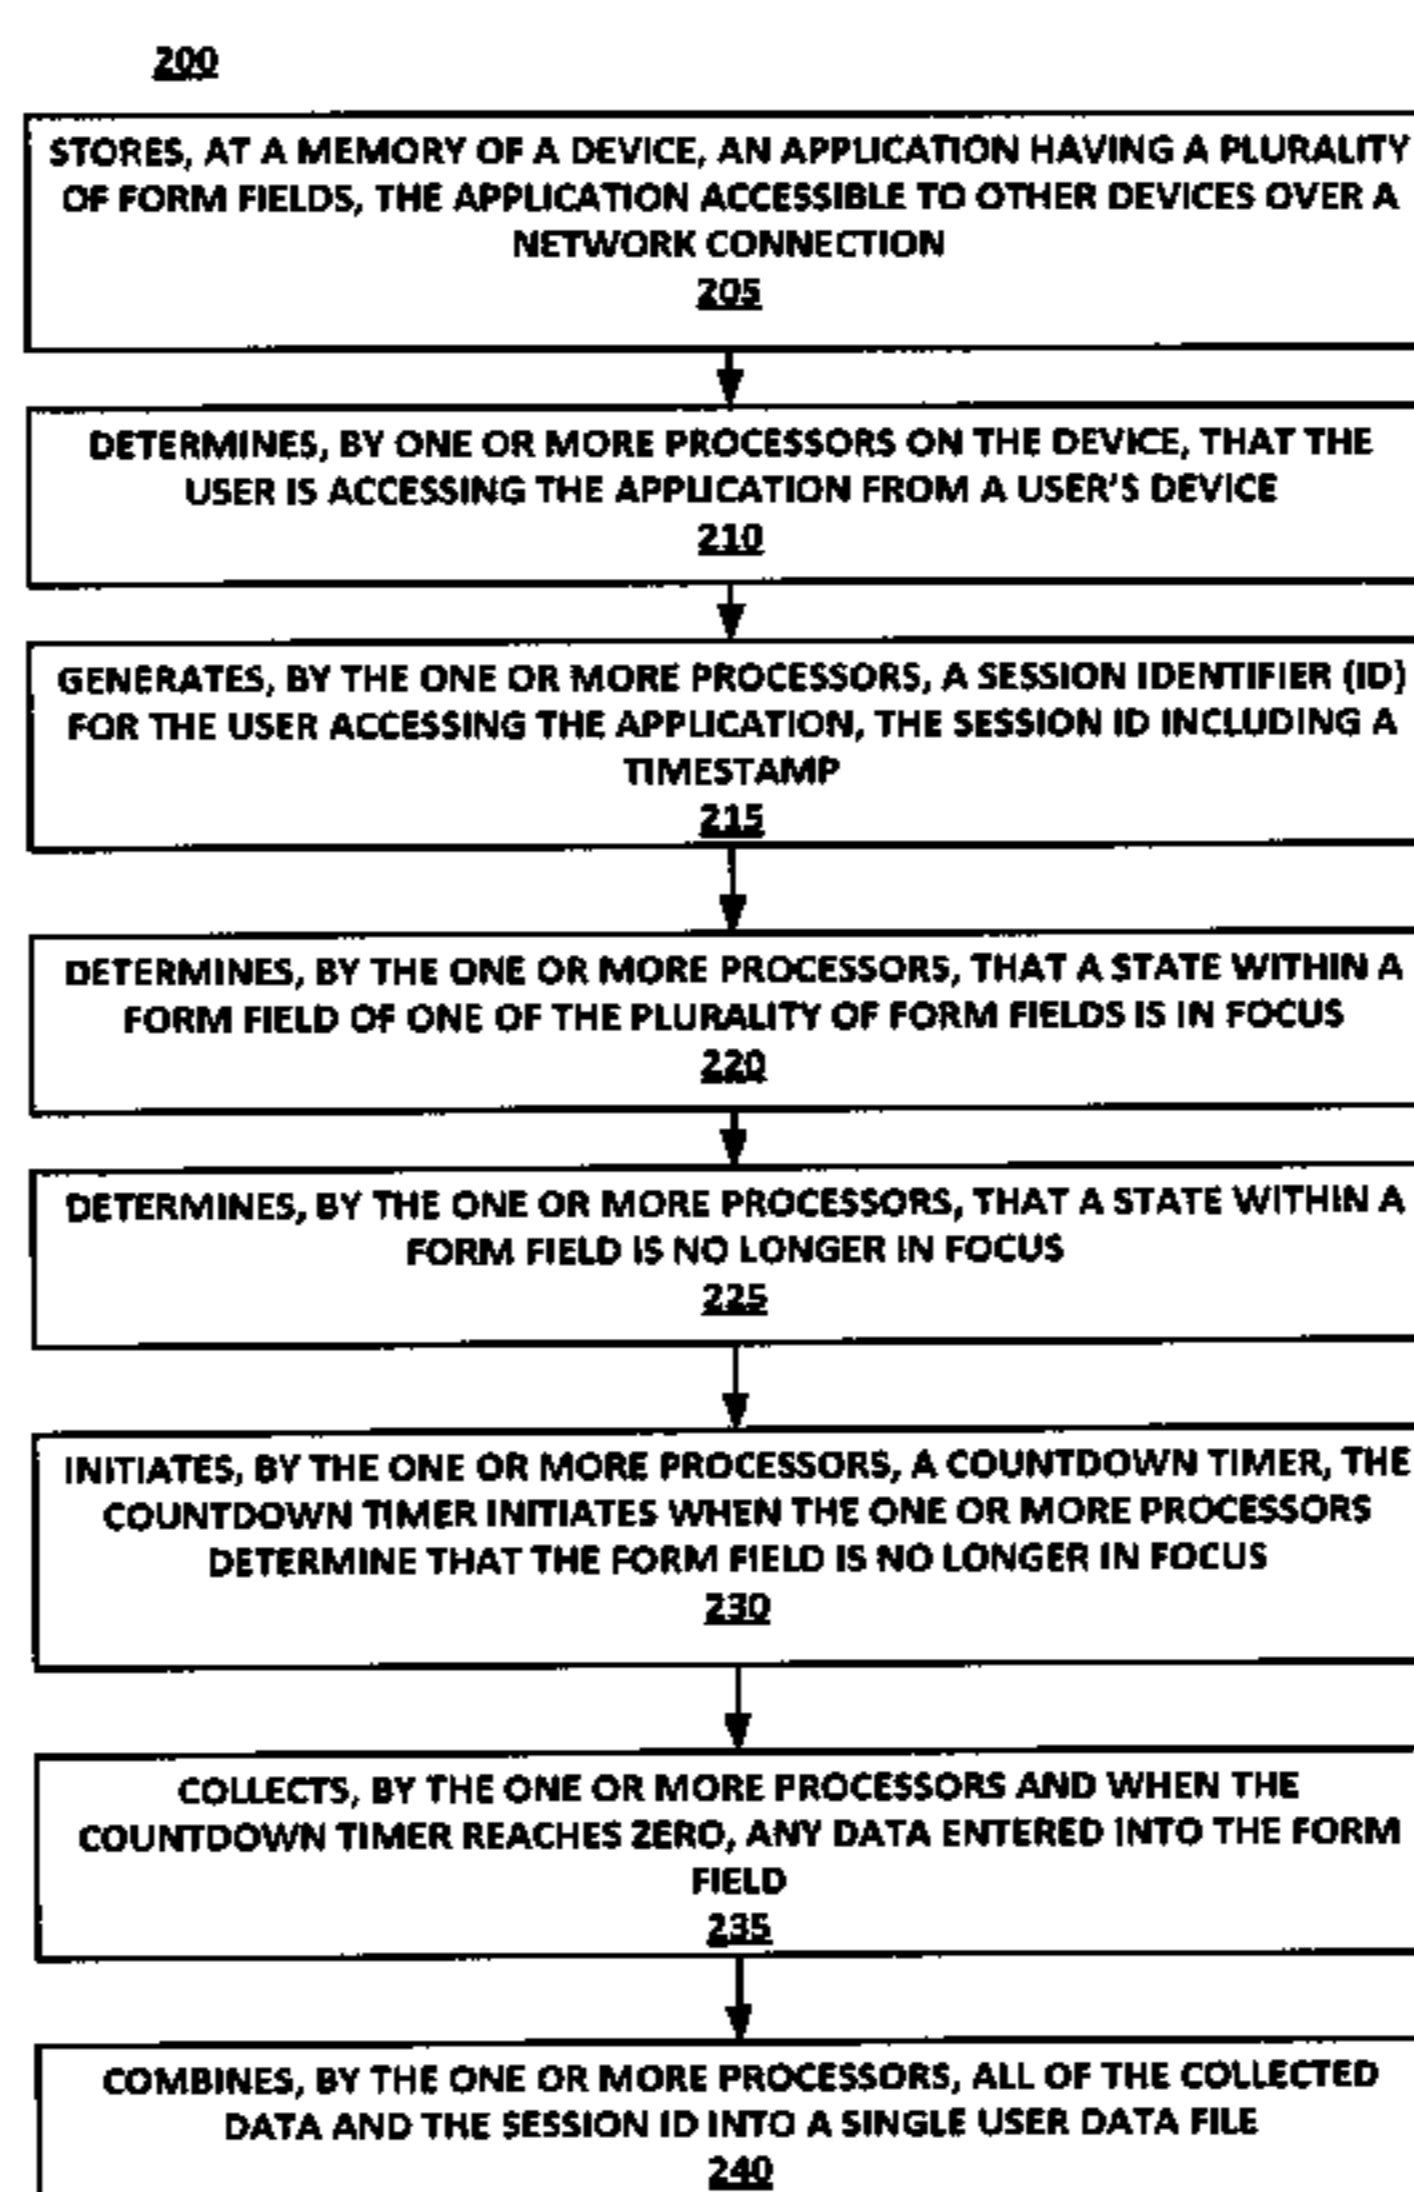 200
STORES, AT A MEMORY OF A DEVICE, AN APPLICATION HAVING A PLURALITY
OF FORM FIELDS, THE APPLICATION ACCESSIBLE TO OTHER DEVICES OVER A
NETWORK CONNECTION
205
DETERMINES, BY ONE OR MORE PROCESSORS ON THE DEVICE, THAT THE
USER IS ACCESSING THE APPLICATION FROM A USER'S DEVICE
210
GENERATES, BY THE ONE OR MORE PROCESSORS, A SESSION IDENTIFIER (ID)
FOR THE USER ACCESSING THE APPLICATION, THE SESSION ID INCLUDING A
TIMESTAMP
215
DETERMINES, BY THE ONE OR MORE PROCESSORS, THAT A STATE WITHIN A
FORM FIELD OF ONE OF THE PLURALITY OF FORM FIELDS IS IN FOCUS
220
DETERMINES, BY THE ONE OR MORE PROCESSORS, THAT A STATE WITHIN A
FORM FIELD IS NO LONGER IN FOCUS
225
INITIATES, BY THE ONE OR MORE PROCESSORS, A COUNTDOWN TIMER, THE
COUNTDOWN TIMER INITIATES WHEN THE ONE OR MORE PROCESSORS
DETERMINE THAT THE FORM FIELD IS NO LONGER IN FOCUS
230
COLLECTS, BY THE ONE OR MORE PROCESSORS AND WHEN THE
COUNTDOWN TIMER REACHES ZERO, ANY DATA ENTERED INTO THE FORM
FIELD
235
COMBINES, BY THE ONE OR MORE PROCESSORS, ALL OF THE COLLECTED
DATA AND THE SESSION ID INTO A SINGLE USER DATA FILE
240